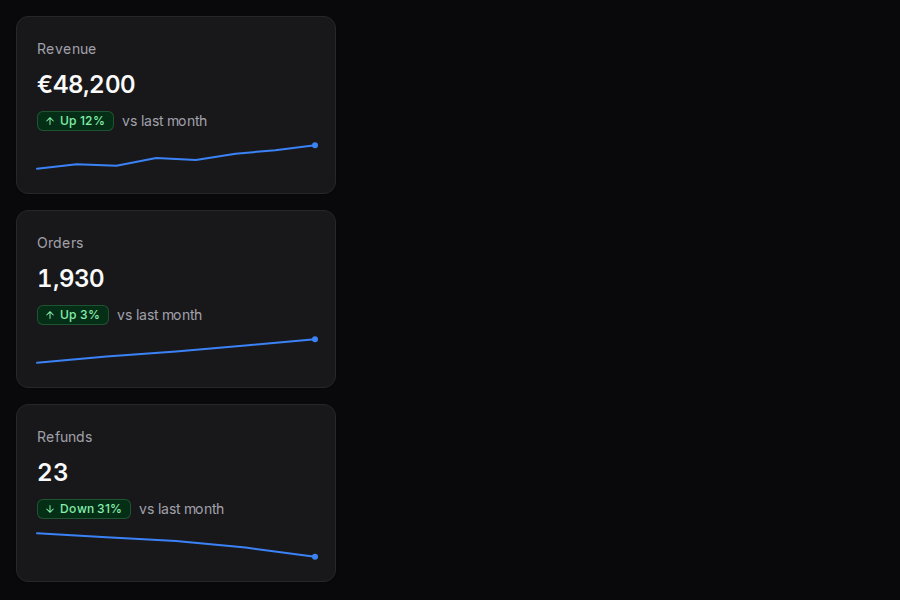 Revenue
€48,200
↑ Up 12% vs last month
Orders
1,930
↑ Up 3% vs last month
Refunds
23
↓ Down 31% vs last month